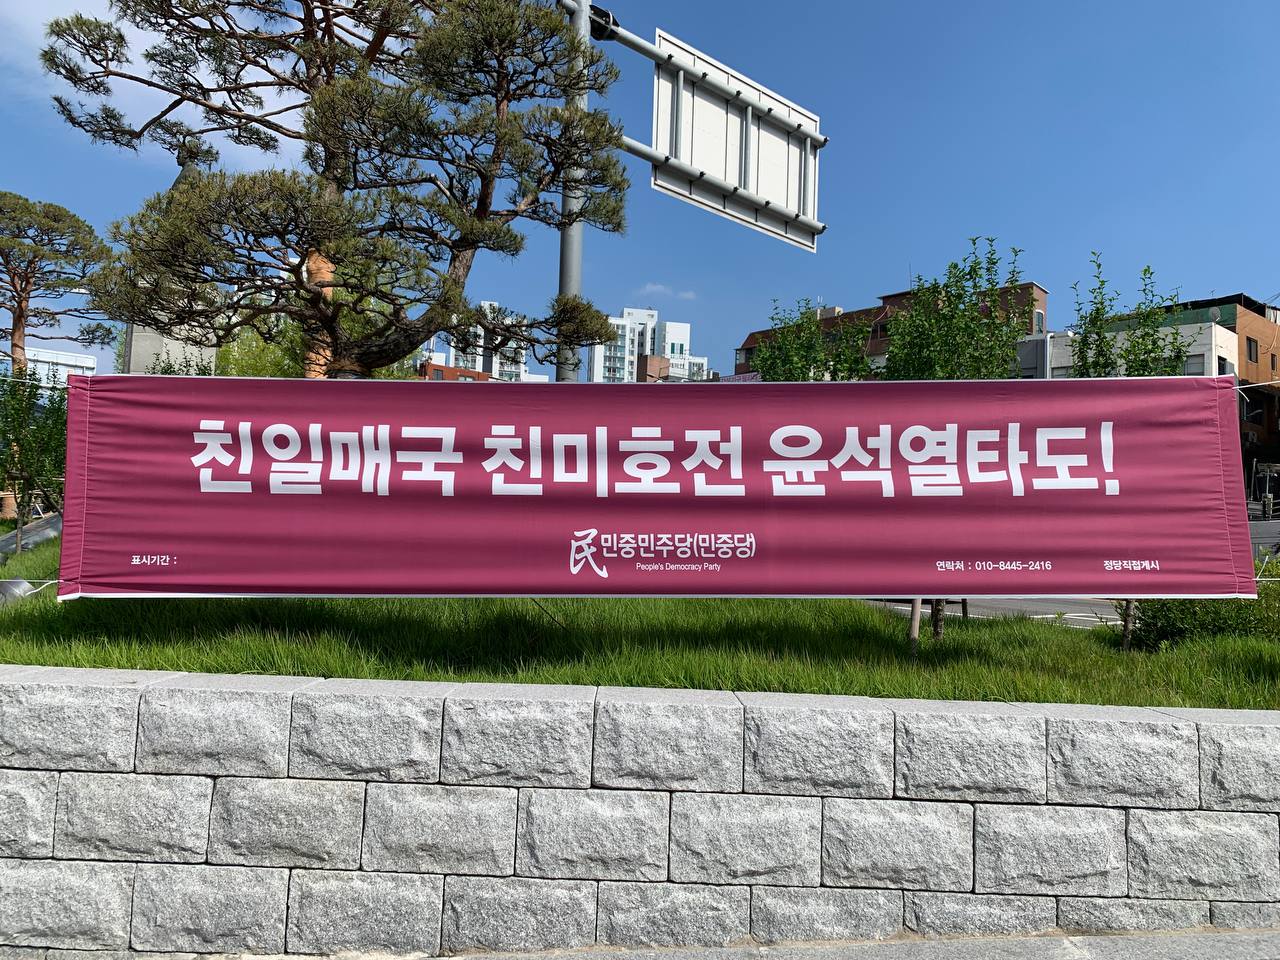 친일매국 친미호전 윤석열타도!
民 민중민주당(민중당)
People's Democracy Party
표시기간 :
연락처 : 010-8445-2416
정당직접게시